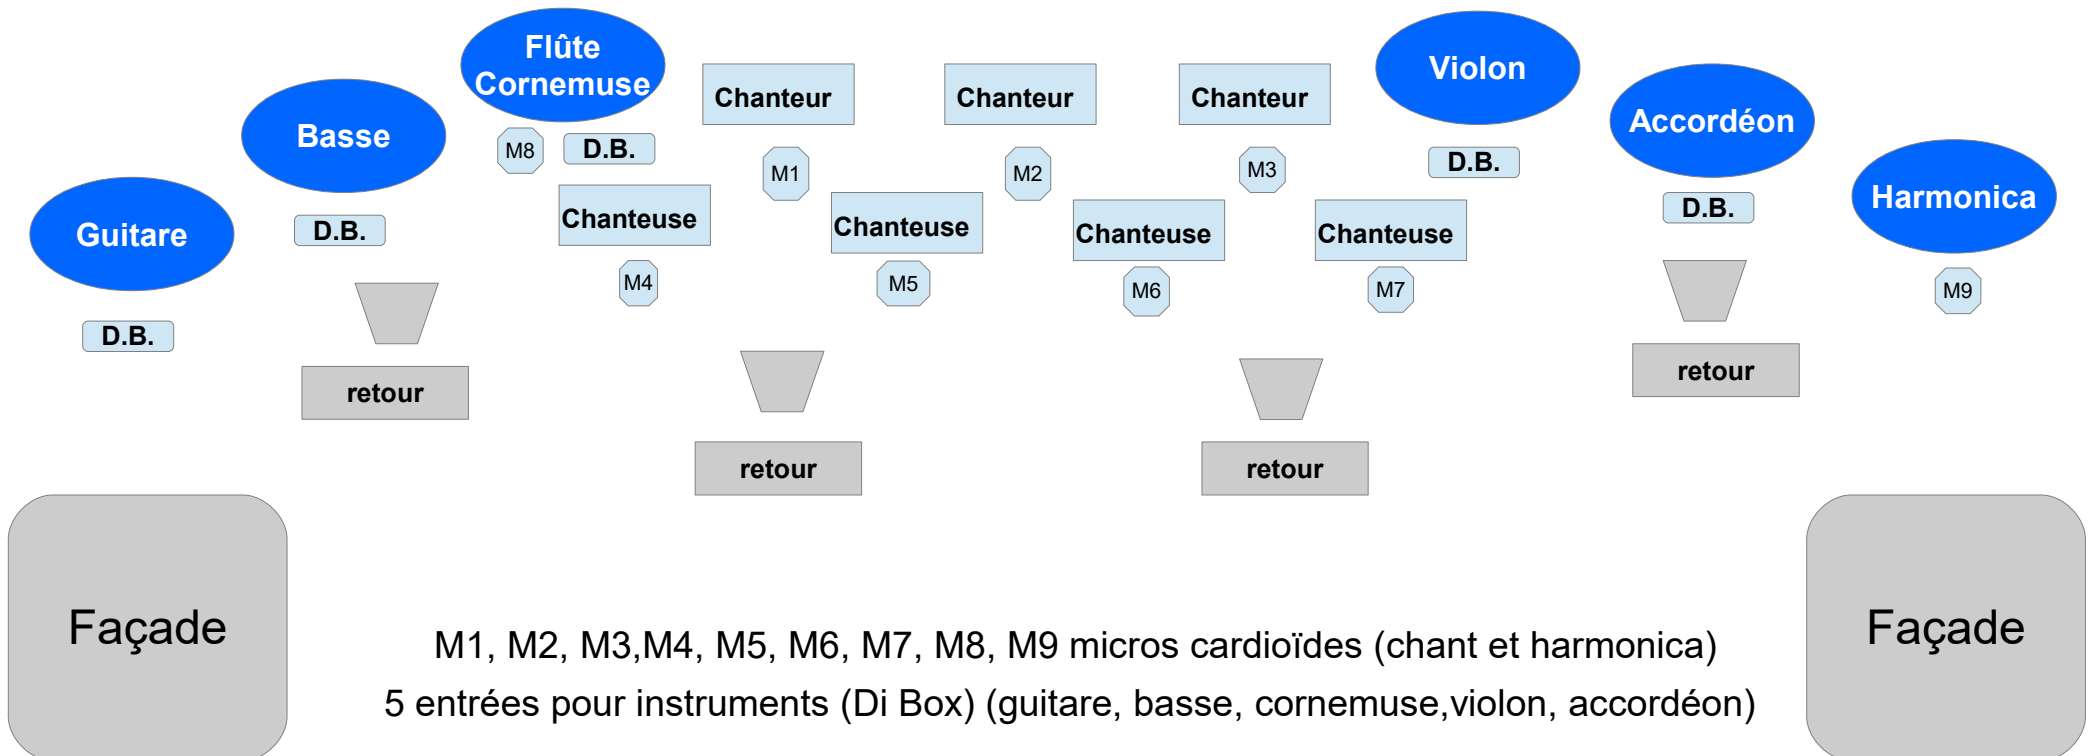 Flûte
Cornemuse
Violon
Chanteur
Chanteur
Chanteur
Accordéon
Basse
M8
D.B.
D.B.
M1
M2
M3
Harmonica
Guitare
D.B.
Chanteuse
Chanteuse
Chanteuse
Chanteuse
D.B.
M4
M5
M6
M7
M9
D.B.
retour
retour
retour
retour
Façade
Façade
M1, M2, M3,M4, M5, M6, M7, M8, M9 micros cardioïdes (chant et harmonica)
5 entrées pour instruments (Di Box) (guitare, basse, cornemuse,violon, accordéon)